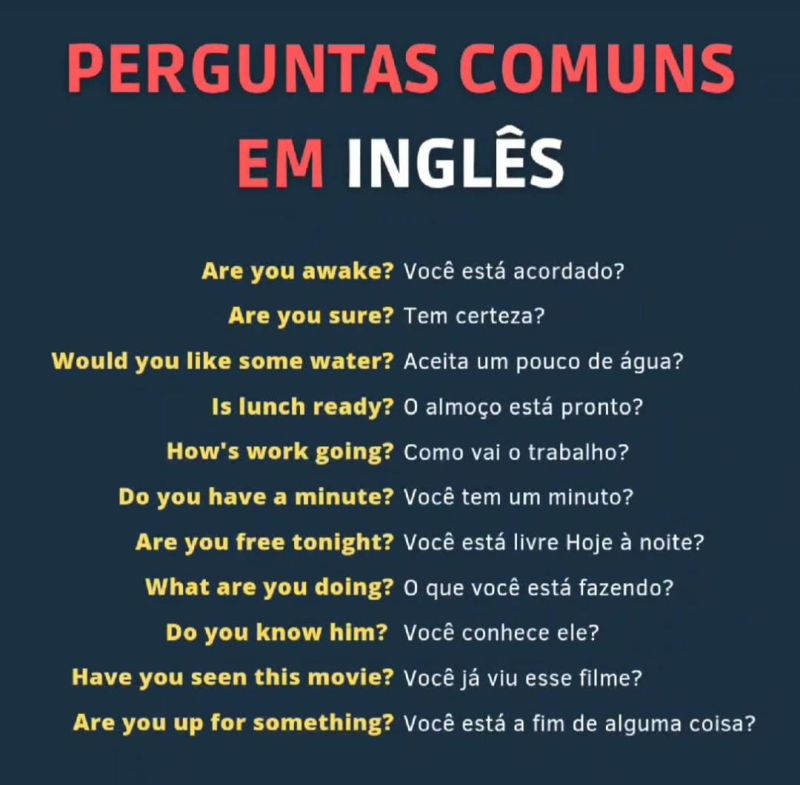 PERGUNTAS COMUNS
EM INGLÊS
Are you awake? Você está acordado?
Are you sure? Tem certeza?
Would you like some water? Aceita um pouco de água?
Is lunch ready? O almoço está pronto?
How's work going? Como vai o trabalho?
Do you have a minute? Você tem um minuto?
Are you free tonight? Você está livre Hoje à noite?
What are you doing? O que você está fazendo?
Do you know him? Você conhece ele?
Have you seen this movie? Você já viu esse filme?
Are you up for something? Você está a fim de alguma coisa?